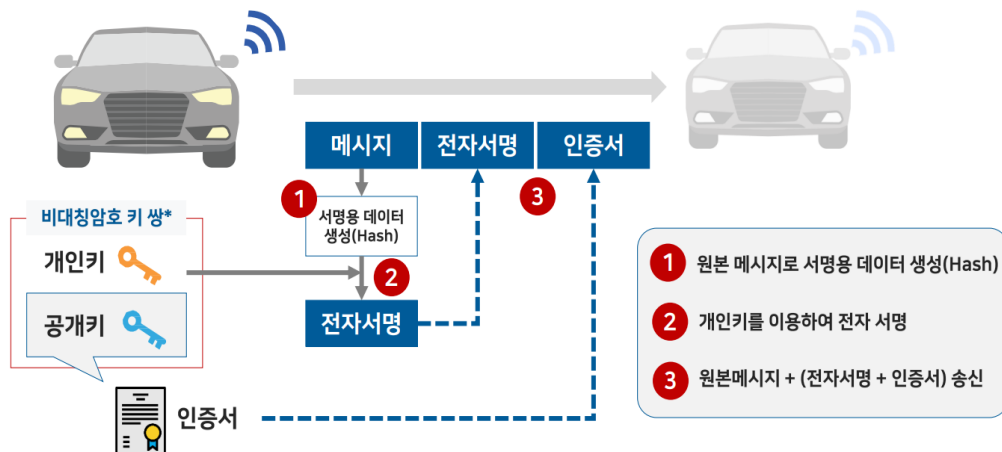 메시지
전자서명
인증서
1
3
서명용 데이터
생성(Hash)
비대칭암호 키 쌍*
개인키
2
공개키
전자서명
인증서
1 원본 메시지로 서명용 데이터 생성(Hash)
2 개인키를 이용하여 전자 서명
3 원본메시지 + (전자서명 + 인증서) 송신